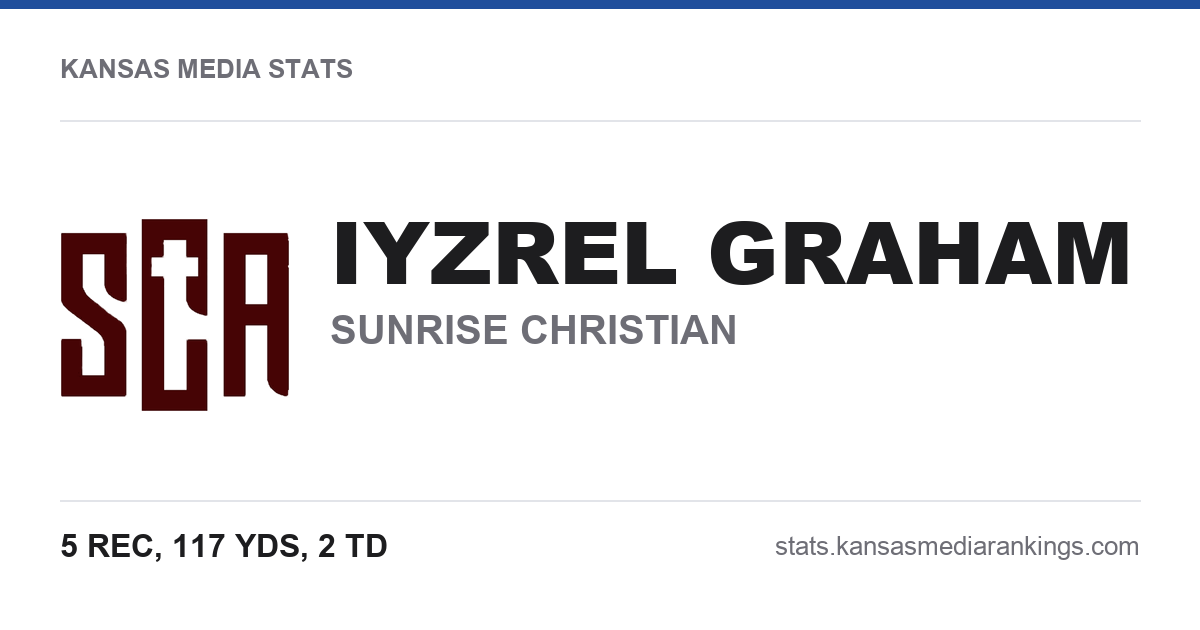 KANSAS MEDIA STATS
SCA
IYZREL GRAHAM
SUNRISE CHRISTIAN
5 REC, 117 YDS, 2 TD
stats.kansasmediarankings.com